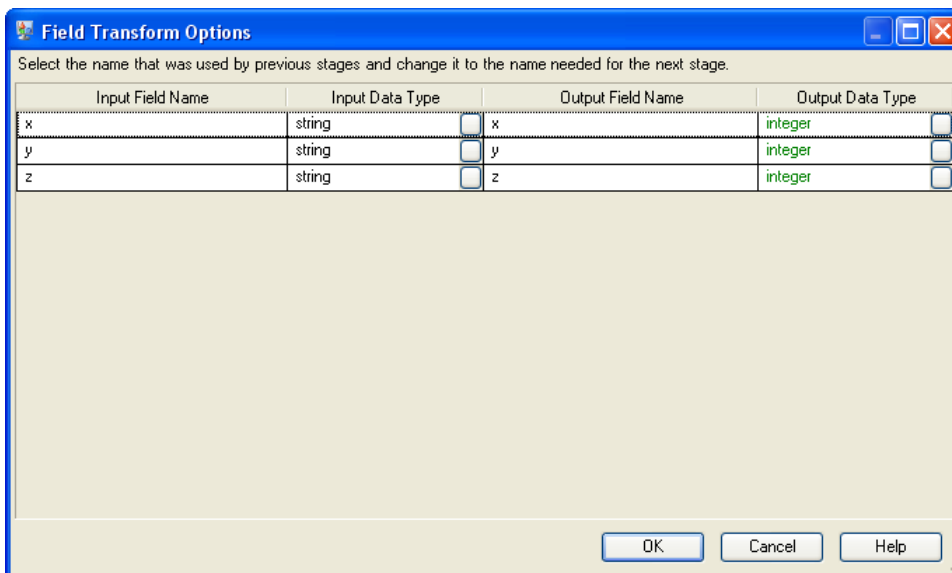 Field Transform Options
Select the name that was used by previous stages and change it to the name needed for the next stage.
Input Field Name Input Data Type Output Field Name Output Data Type
x string x integer
y string y integer
z string z integer
OK Cancel Help